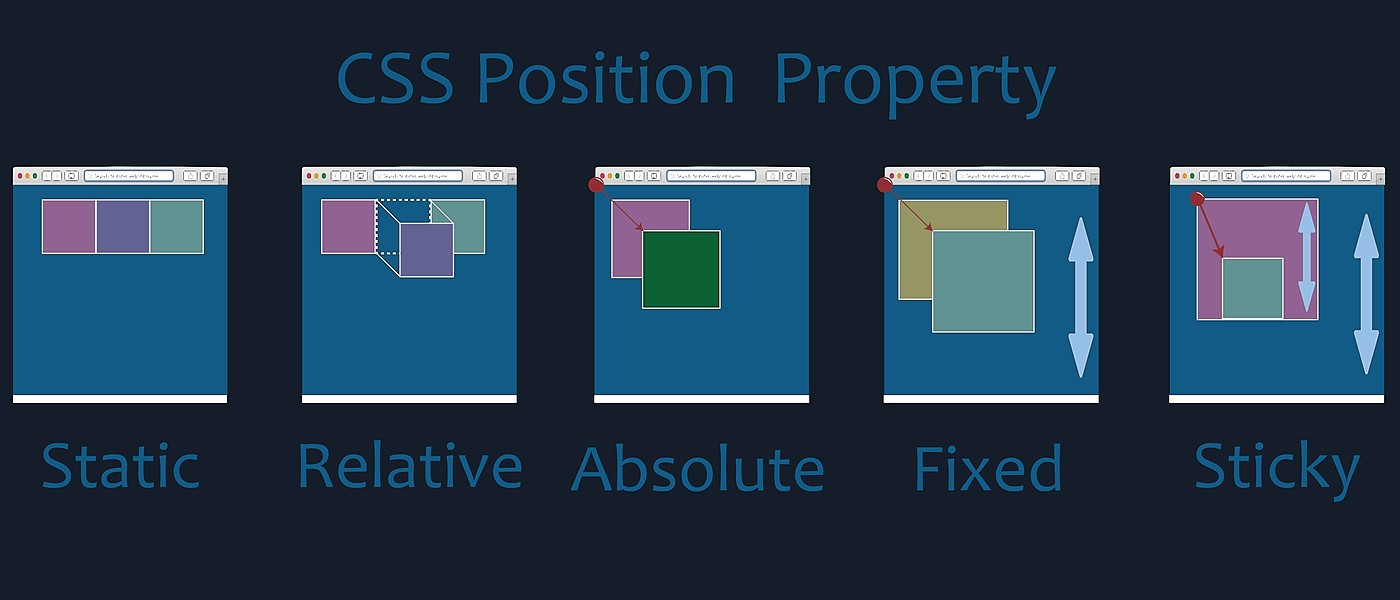 CSS Position Property
Static
Relative
Absolute
Fixed
Sticky